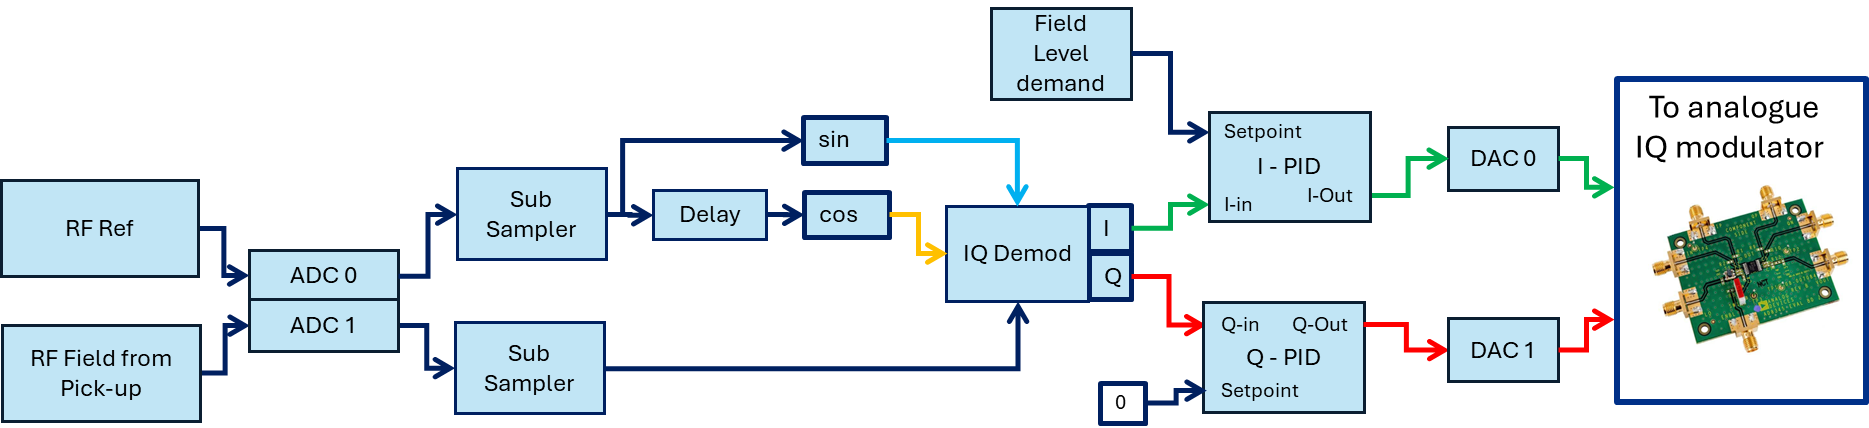 RF Ref
RF Field from
Pick-up
ADC 0
ADC 1
Sub
Sampler
Sub
Sampler
Delay
sin
cos
IQ Demod
I
Q
Field
Level
demand
Setpoint
I - PID
I-Out
I-in
Q-in Q-Out
Q - PID
Setpoint
0
DAC 0
DAC 1
To analogue
IQ modulator